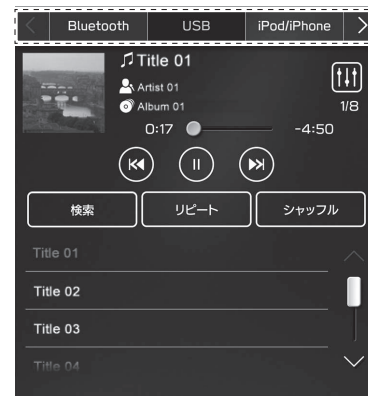 Bluetooth USB iPod/iPhone
Title 01
Artist 01
Album 01
1/8
0:17 -4:50
検索 リピート シャッフル
Title 01
Title 02
Title 03
Title 04